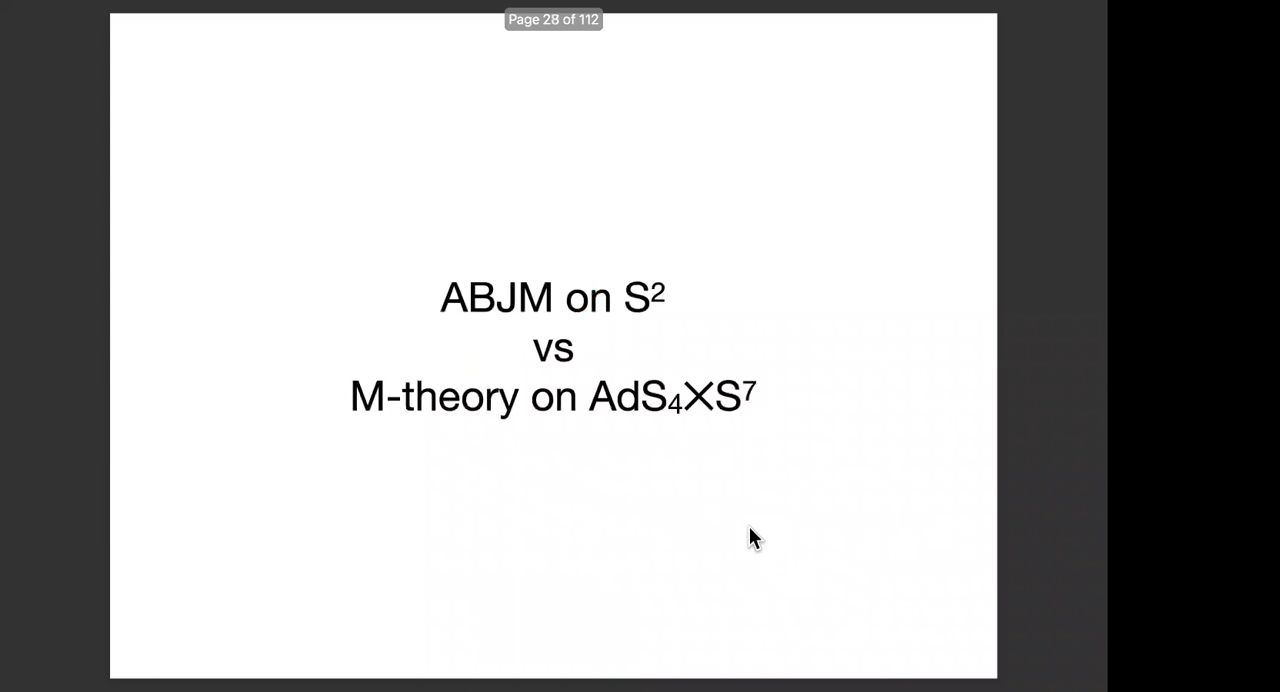 Page 28 of 112
ABJM on S²
vs
M-theory on AdS₄×S⁷